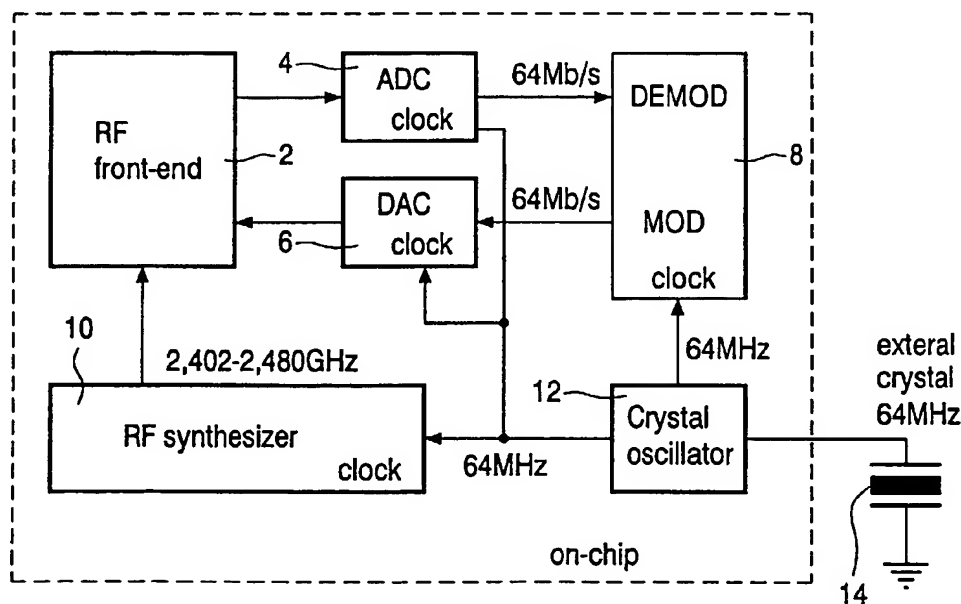 4
ADC
clock
64Mb/s
DEMOD
RF
front-end
2
8
DAC
6
clock
64Mb/s
MOD
clock
10
2,402-2,480GHz
64MHz
exteral
crystal
64MHz
12
RF synthesizer
clock
64MHz
Crystal
oscillator
on-chip
14